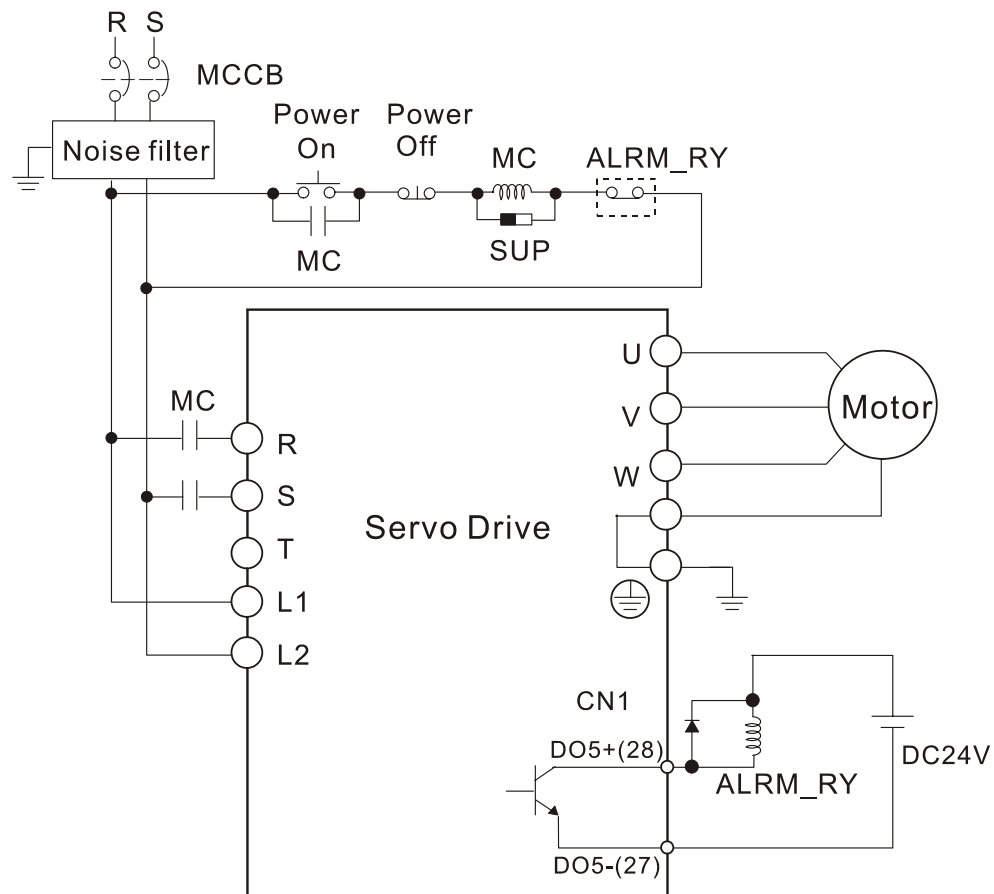 R S
MCCB
Noise filter
Power
On
Power
Off
MC
ALRM_RY
MC
SUP
MC
R
S
T
L1
L2
Servo Drive
U
V
W
Motor
CN1
DO5+(28)
DO5-(27)
ALRM_RY
DC24V